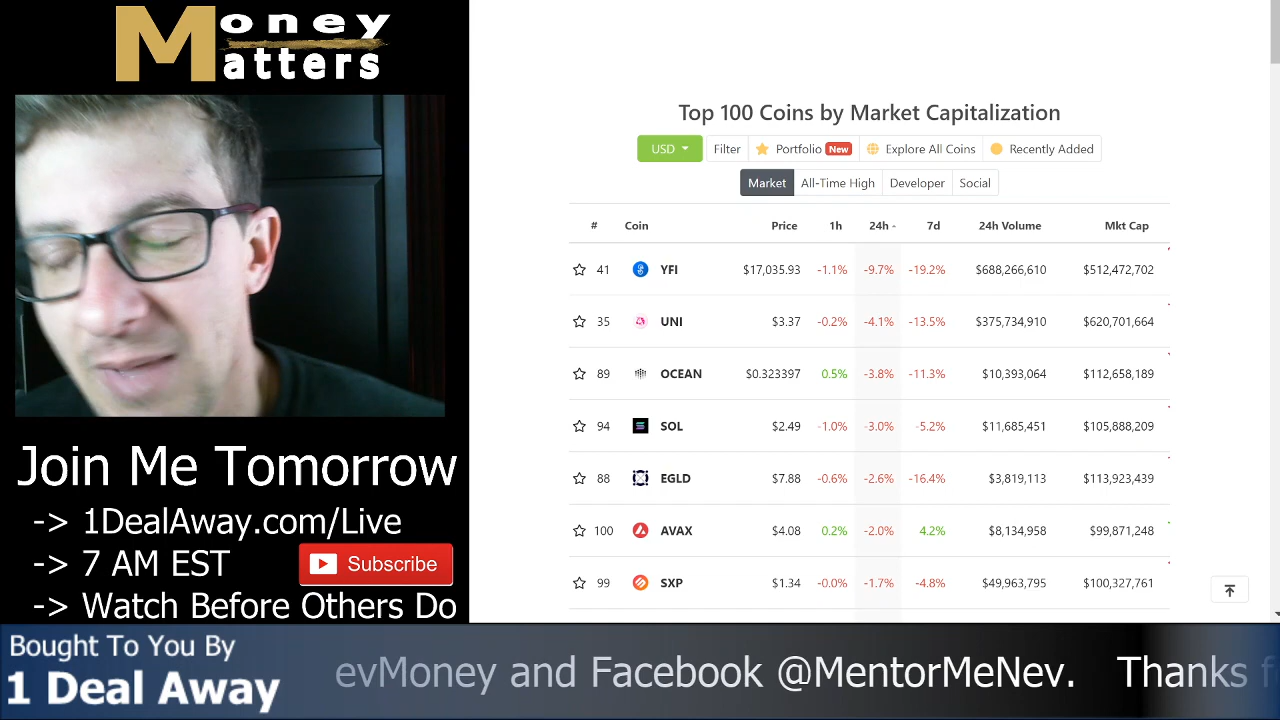 Money
Matters
Join Me Tomorrow
-> 1DealAway.com/Live
-> 7 AM EST
Subscribe
-> Watch Before Others Do
Top 100 Coins by Market Capitalization
USD Filter Portfolio New Explore All Coins Recently Added
Market All-Time High Developer Social
# Coin Price 1h 24h 7d 24h Volume Mkt Cap
41 YFI $17,035.93 -1.1% -9.7% -19.2% $688,266,610 $512,472,702
35 UNI $3.37 -0.2% -4.1% -13.5% $375,734,910 $620,701,664
89 OCEAN $0.323397 0.5% -3.8% -11.3% $10,393,064 $112,658,189
94 SOL $2.49 -1.0% -3.0% -5.2% $11,685,451 $105,888,209
88 EGLD $7.88 -0.6% -2.6% -16.4% $3,819,113 $113,923,439
100 AVAX $4.08 0.2% -2.0% 4.2% $8,134,958 $99,871,248
99 SXP $1.34 -0.0% -1.7% -4.8% $49,963,795 $100,327,761
Bought To You By
1 Deal Away
evMoney and Facebook @MentorMeNev. Thanks f